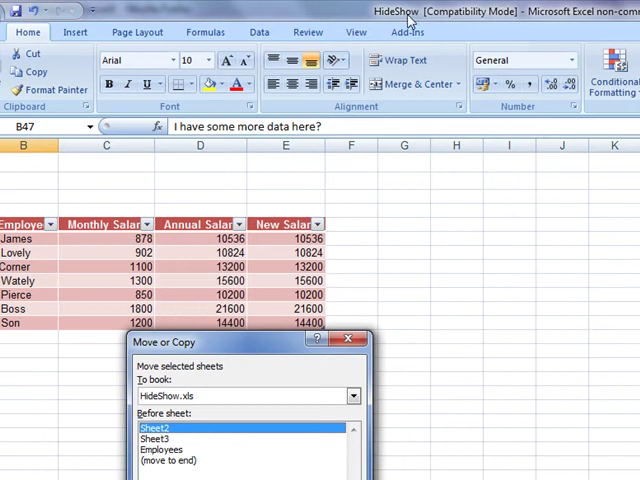 HideShow [Compatibility Mode] - Microsoft Excel non-comm
Home Insert Page Layout Formulas Data Review View Add-Ins
Cut Arial 10 A A Wrap Text General Conditional
Copy
Format Painter B I U A Merge & Center $ % , Formatting
Clipboard Font Alignment Number
B47 fx I have some more data here?
B C D E F G H I J K
Employe Monthly Salar Annual Salar New Salar
James 878 10536 10536
Lovely 902 10824 10824
Corner 1100 13200 13200
Wately 1300 15600 15600
Pierce 850 10200 10200
Boss 1800 21600 21600
Son 1200 14400 14400
Move or Copy
Move selected sheets
To book:
HideShow.xls
Before sheet:
Sheet2
Sheet3
Employees
(move to end)